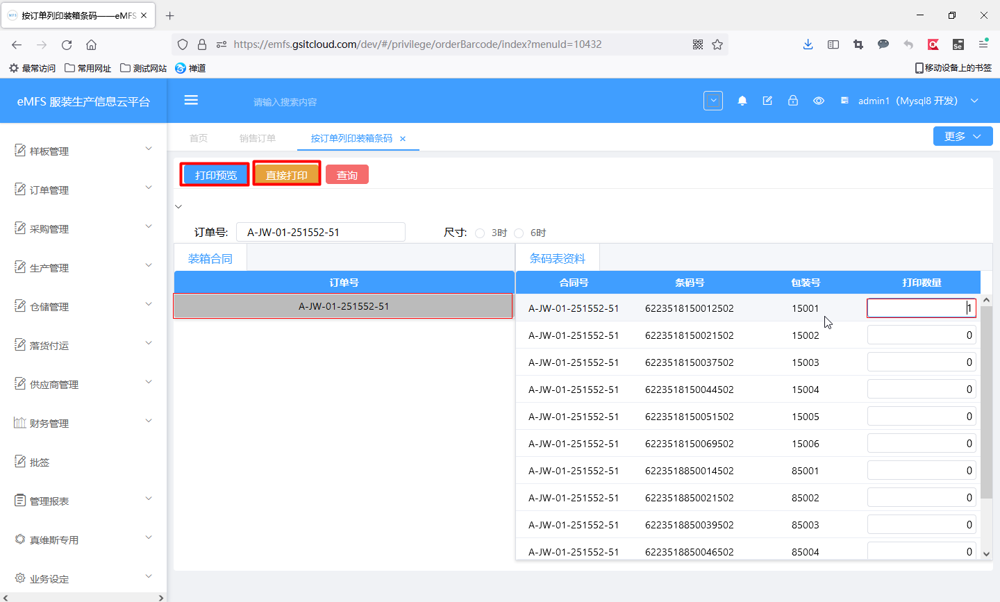 按订单列印装箱条码——eMFS
https://emfs.gsitcloud.com/dev/#/privilege/orderBarcode/index?menuId=10432
最常访问 常用网址 测试网站 禅道 移动设备上的书签
eMFS 服装生产信息云平台 请输入搜索内容 admin1（Mysql8 开发）
首页 销售订单 按订单列印装箱条码 更多
样板管理
订单管理
采购管理
生产管理
仓储管理
落货付运
供应商管理
财务管理
批签
管理报表
真维斯专用
业务设定
打印预览 直接打印 查询
订单号: A-JW-01-251552-51 尺寸: 3时 6时
装箱合同 条码表资料
订单号
A-JW-01-251552-51
合同号 条码号 包装号 打印数量
A-JW-01-251552-51 6223518150012502 15001 1
A-JW-01-251552-51 6223518150021502 15002 0
A-JW-01-251552-51 6223518150037502 15003 0
A-JW-01-251552-51 6223518150044502 15004 0
A-JW-01-251552-51 6223518150051502 15005 0
A-JW-01-251552-51 6223518150069502 15006 0
A-JW-01-251552-51 6223518850014502 85001 0
A-JW-01-251552-51 6223518850021502 85002 0
A-JW-01-251552-51 6223518850039502 85003 0
A-JW-01-251552-51 6223518850046502 85004 0